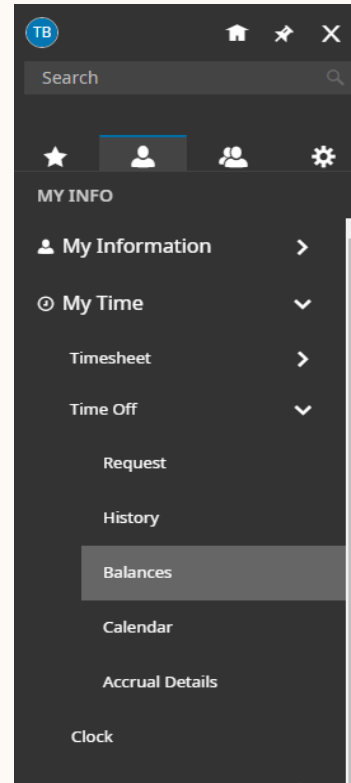 TB
Search
MY INFO
My Information
My Time
Timesheet
Time Off
Request
History
Balances
Calendar
Accrual Details
Clock